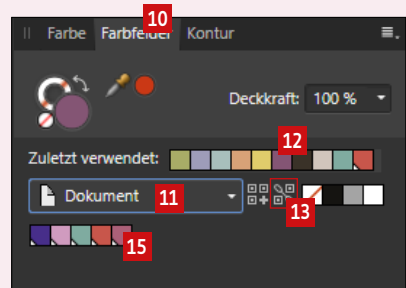 10
Farbe Farbfelder Kontur
Deckkraft: 100 %
12
Zuletzt verwendet:
Dokument 11
13
15